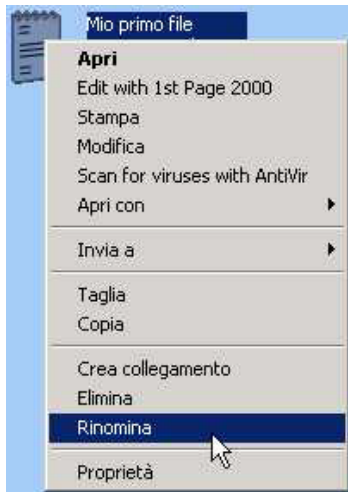 Mio primo file
Apri
Edit with 1st Page 2000
Stampa
Modifica
Scan for viruses with AntiVir
Apri con
Invia a
Taglia
Copia
Crea collegamento
Elimina
Rinomina
Proprietà